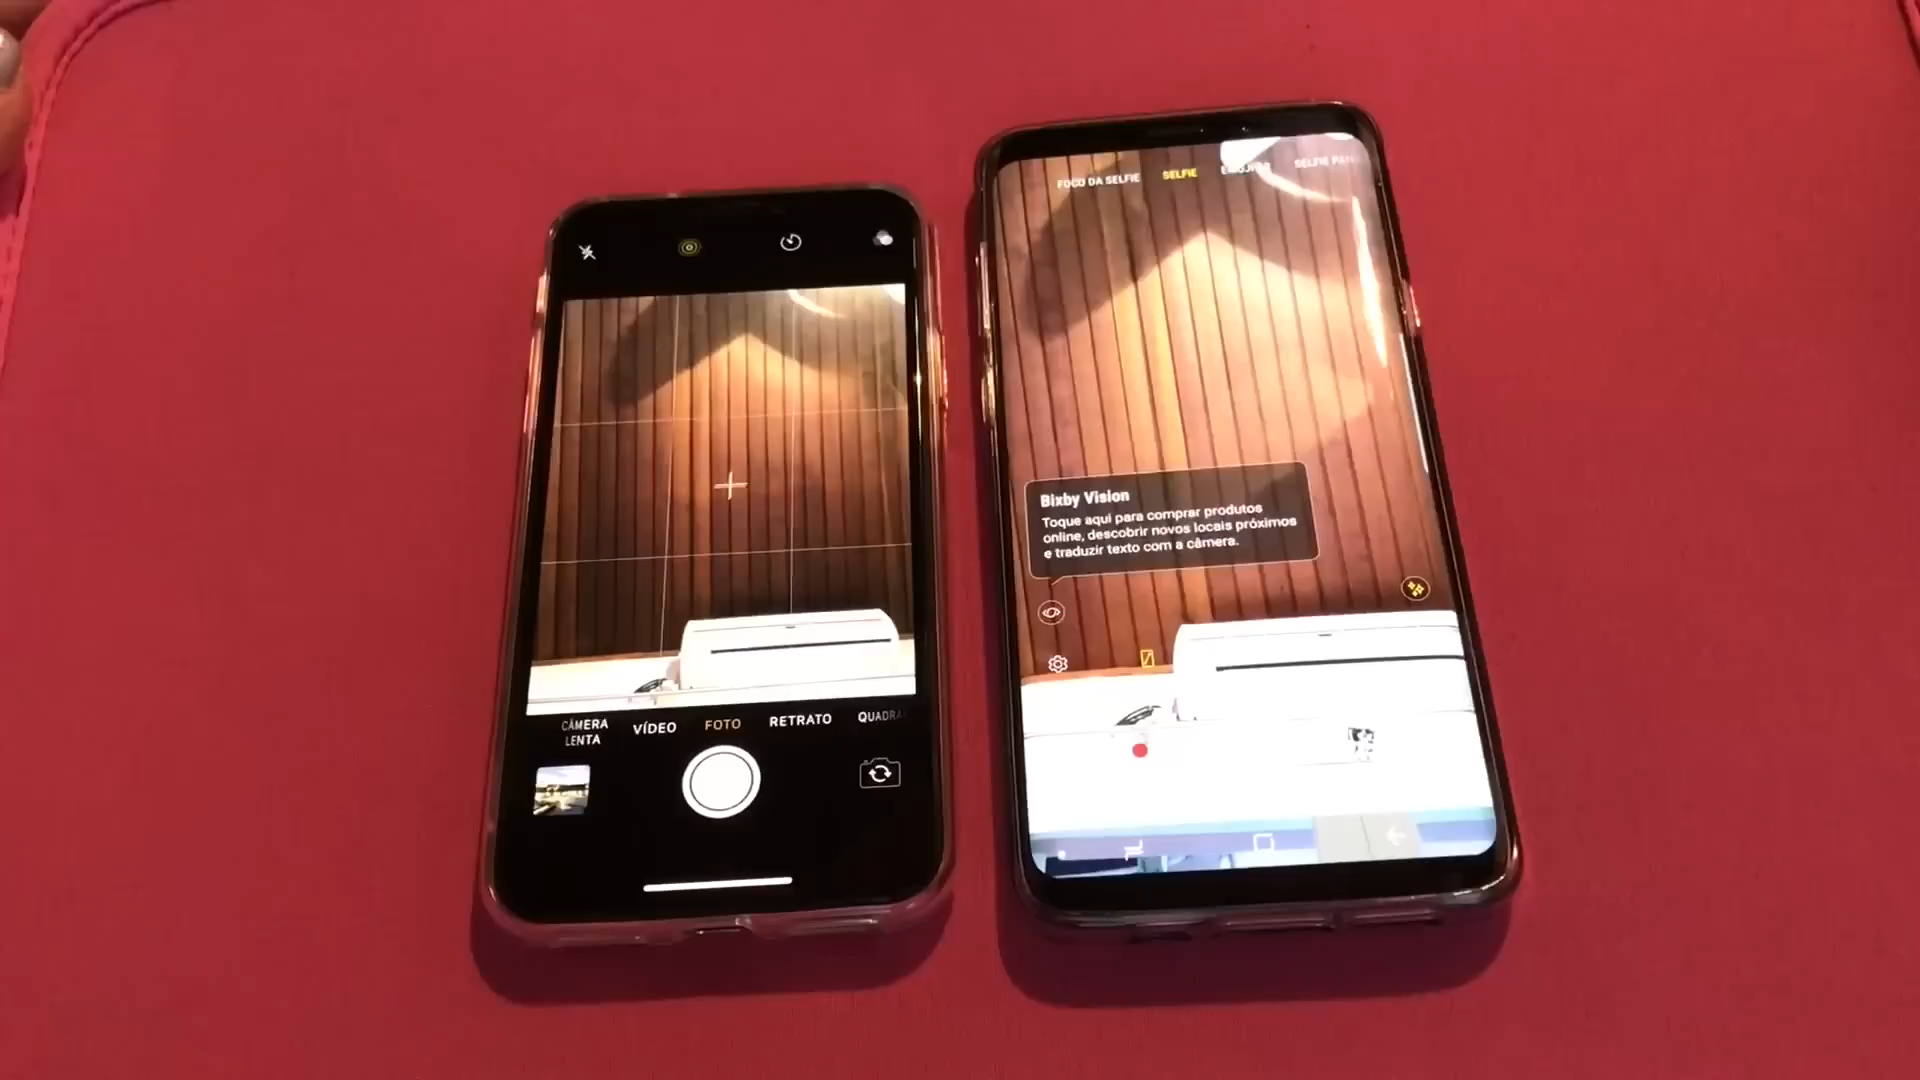 CÂMERA
LENTA
VÍDEO
FOTO
RETRATO
FOCO DA SELFIE
SELFIE
SELFIE
Bixby Vision
Toque aqui para comprar produtos
online, descobrir novos locais próximos
e traduzir texto com a câmera.